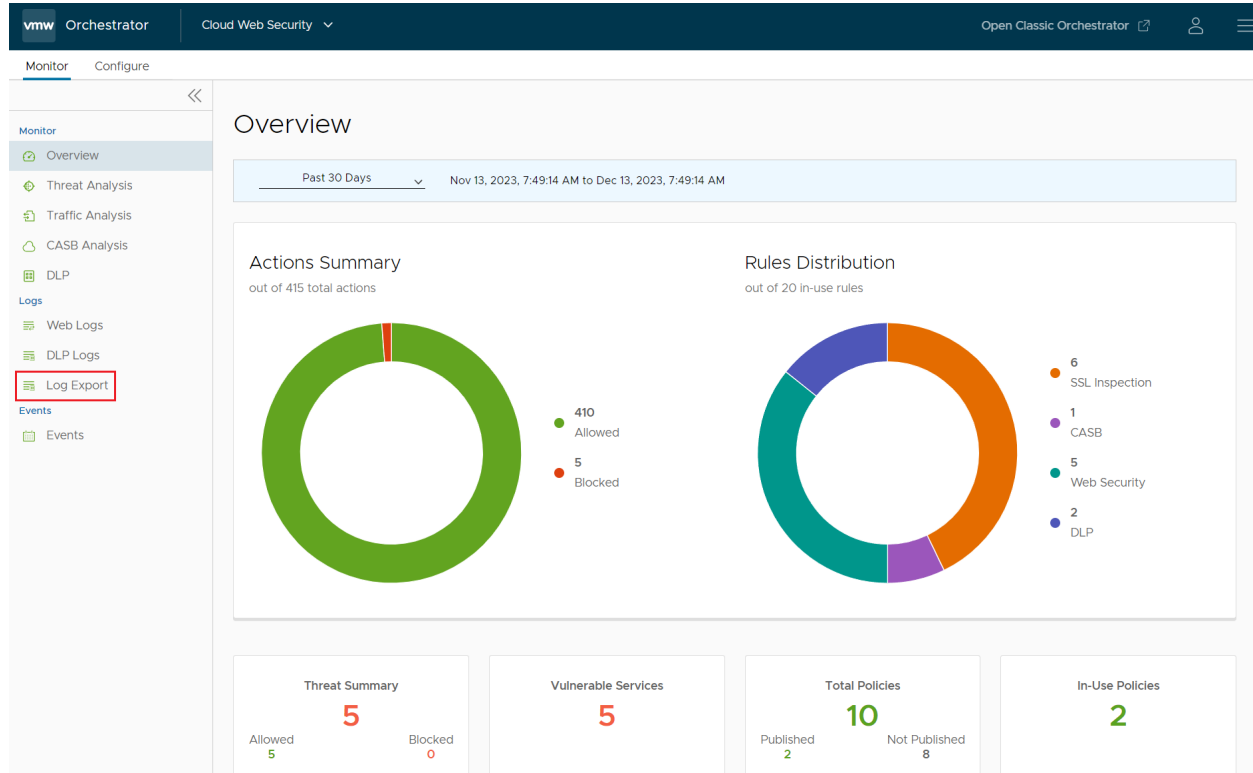 vmw Orchestrator Cloud Web Security Open Classic Orchestrator
Monitor Configure
Monitor
Overview
Threat Analysis
Traffic Analysis
CASB Analysis
DLP
Logs
Web Logs
DLP Logs
Log Export
Events
Events
Overview
Past 30 Days Nov 13, 2023, 7:49:14 AM to Dec 13, 2023, 7:49:14 AM
Actions Summary
out of 415 total actions
410
Allowed
5
Blocked
Rules Distribution
out of 20 in-use rules
6
SSL Inspection
1
CASB
5
Web Security
2
DLP
Threat Summary
5
Allowed Blocked
5 0
Vulnerable Services
5
Total Policies
10
Published Not Published
2 8
In-Use Policies
2